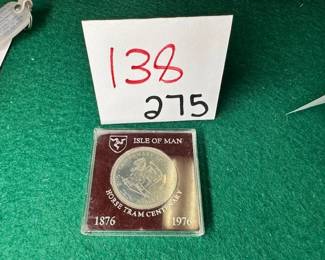 138
275
ISLE OF MAN
HORSE TRAM CENTENARY
1876 1976